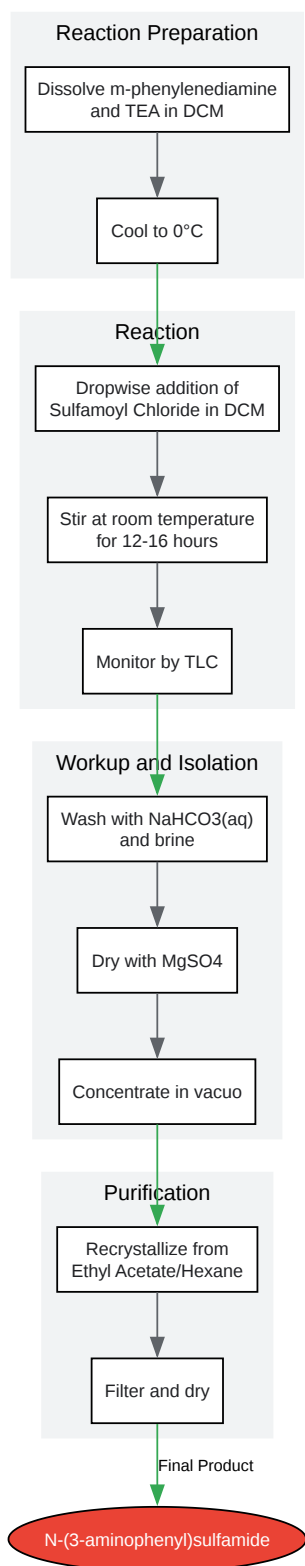 Reaction Preparation
Dissolve m-phenylenediamine
and TEA in DCM
Cool to 0°C
Reaction
Dropwise addition of
Sulfamoyl Chloride in DCM
Stir at room temperature
for 12-16 hours
Monitor by TLC
Workup and Isolation
Wash with NaHCO3(aq)
and brine
Dry with MgSO4
Concentrate in vacuo
Purification
Recrystallize from
Ethyl Acetate/Hexane
Filter and dry
Final Product
N-(3-aminophenyl)sulfamide